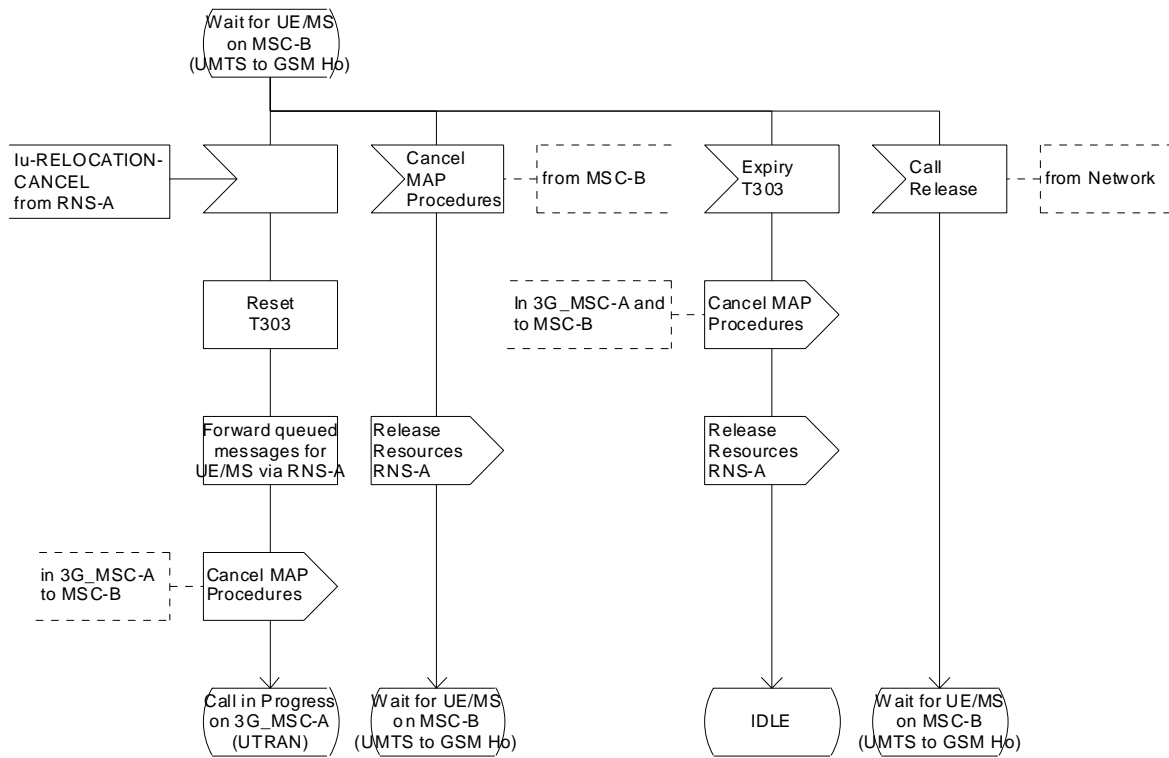 Wait for UE/MS
on MSC-B
(UMTS to GSM Ho)
Iu-RELOCATION-
CANCEL
from RNS-A
Cancel
MAP
Procedures
from MSC-B
Expiry
T303
Call
Release
from Network
Reset
T303
In 3G_MSC-A and
to MSC-B
Cancel MAP
Procedures
Forward queued
messages for
UE/MS via RNS-A
Release
Resources
RNS-A
Release
Resources
RNS-A
in 3G_MSC-A
to MSC-B
Cancel MAP
Procedures
Call in Progress
on 3G_MSC-A
(UTRAN)
Wait for UE/MS
on MSC-B
(UMTS to GSM Ho)
IDLE
Wait for UE/MS
on MSC-B
(UMTS to GSM Ho)